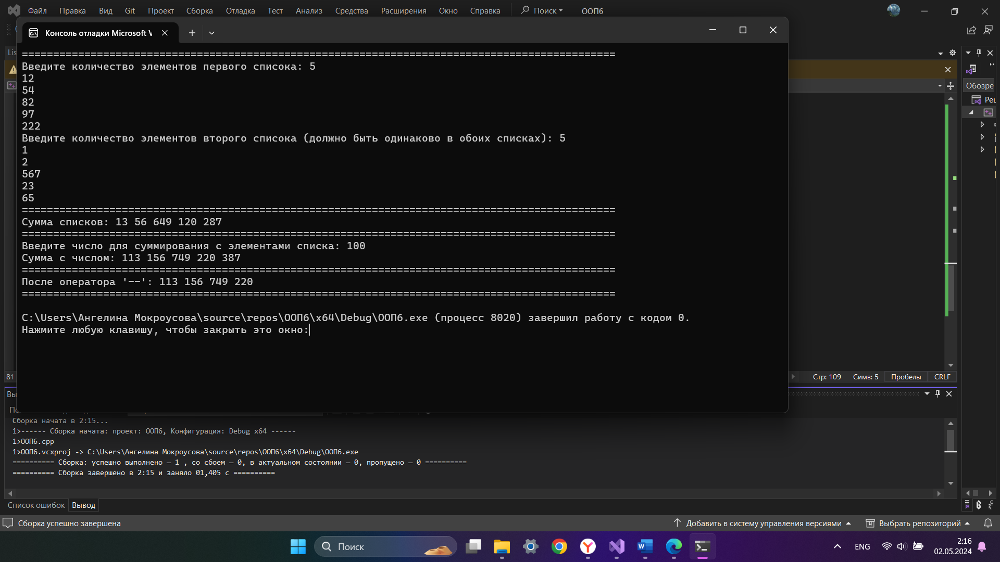 Файл Правка Вид Git Проект Сборка Отладка Тест Анализ Средства Расширения Окно Справка Поиск ООП6
Консоль отладки Microsoft V
Lis
===============================================================================================
Введите количество элементов первого списока: 5
12
54
82
97
222
Введите количество элементов второго списока (должно быть одинаково в обоих списках): 5
1
2
567
23
65
===============================================================================================
Сумма списков: 13 56 649 120 287
===============================================================================================
Введите число для суммирования с элементами списка: 100
Сумма с числом: 113 156 749 220 387
===============================================================================================
После оператора '--': 113 156 749 220
===============================================================================================
C:\Users\Ангелина Мокроусова\source\repos\ООП6\x64\Debug\ООП6.exe (процесс 8020) завершил работу с кодом 0.
Нажмите любую клавишу, чтобы закрыть это окно:
Обозре
Реш
81
Стр: 109 Симв: 5 Пробелы CRLF
Вы
По
Сборка начата в 2:15...
1>------ Сборка начата: проект: ООП6, Конфигурация: Debug x64 ------
1>ООП6.cpp
1>ООП6.vcxproj -> C:\Users\Ангелина Мокроусова\source\repos\ООП6\x64\Debug\ООП6.exe
========== Сборка: успешно выполнено – 1 , со сбоем – 0, в актуальном состоянии – 0, пропущено – 0 ==========
========== Сборка завершено в 2:15 и заняло 01,405 с ==========
Список ошибок Вывод
Сборка успешно завершена Добавить в систему управления версиями Выбрать репозиторий
Поиск ENG 2:16
02.05.2024